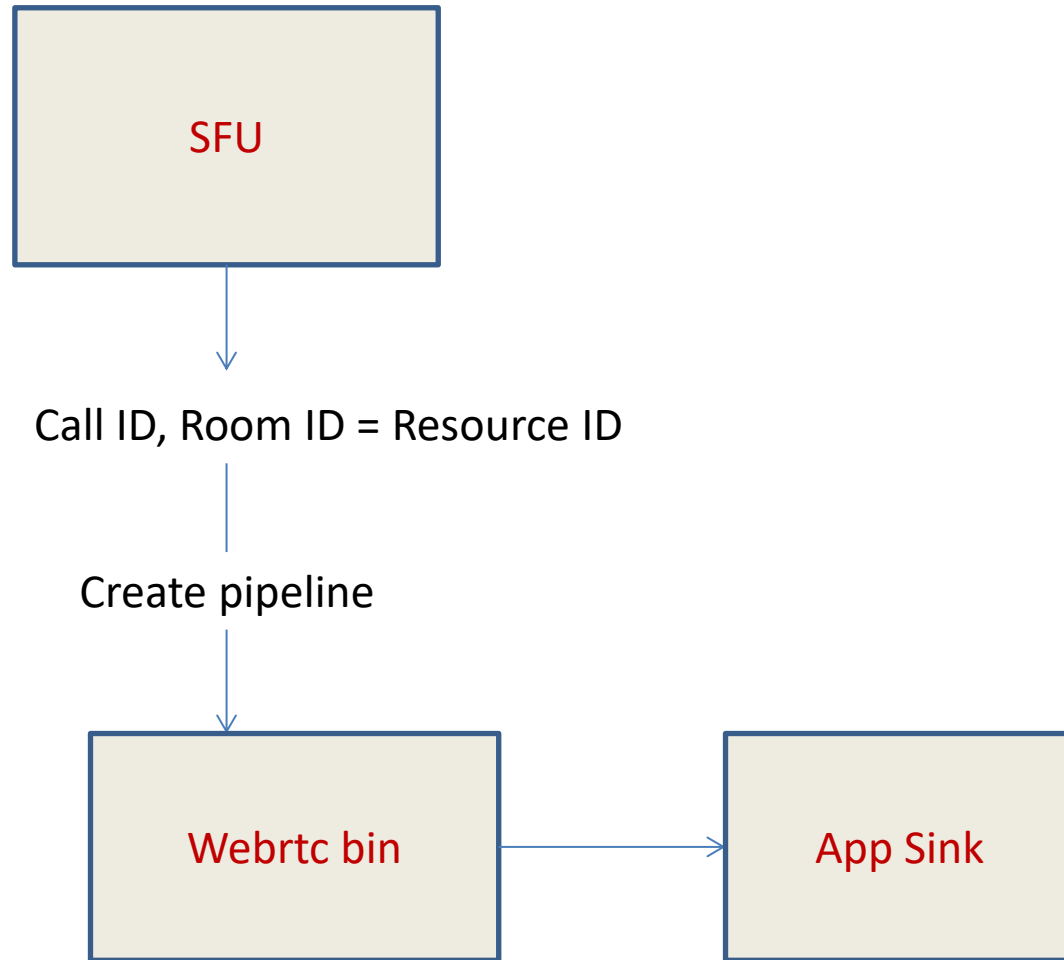 SFU
Call ID, Room ID = Resource ID
Create pipeline
Webrtc bin
App Sink